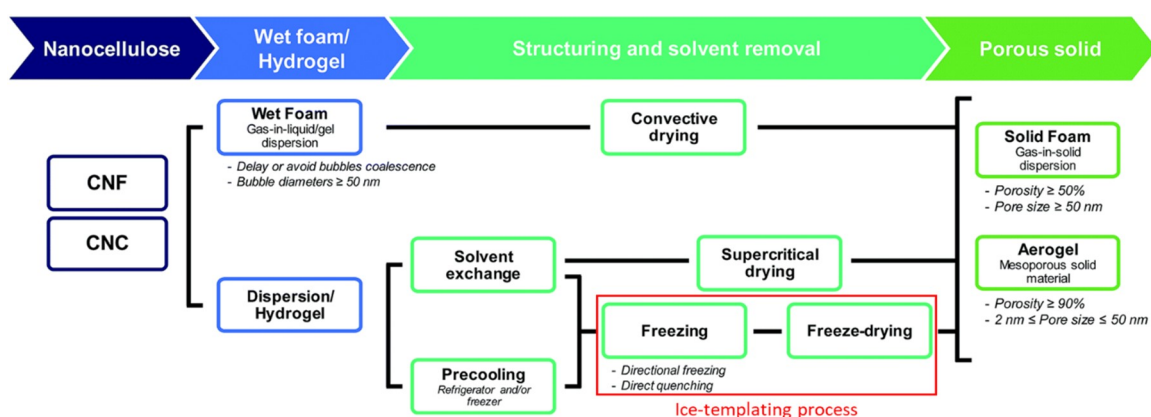 Nanocellulose
Wet foam/
Hydrogel
Structuring and solvent removal
Porous solid
CNF
CNC
Wet Foam
Gas-in-liquid/gel
dispersion
- Delay or avoid bubbles coalescence
- Bubble diameters ≥ 50 nm
Dispersion/
Hydrogel
Convective
drying
Solvent
exchange
Supercritical
drying
Precooling
Refrigerator and/or
freezer
Freezing
- Directional freezing
- Direct quenching
Freeze-drying
Ice-templating process
Solid Foam
Gas-in-solid
dispersion
- Porosity ≥ 50%
- Pore size ≥ 50 nm
Aerogel
Mesoporous solid
material
- Porosity ≥ 90%
- 2 nm ≤ Pore size ≤ 50 nm